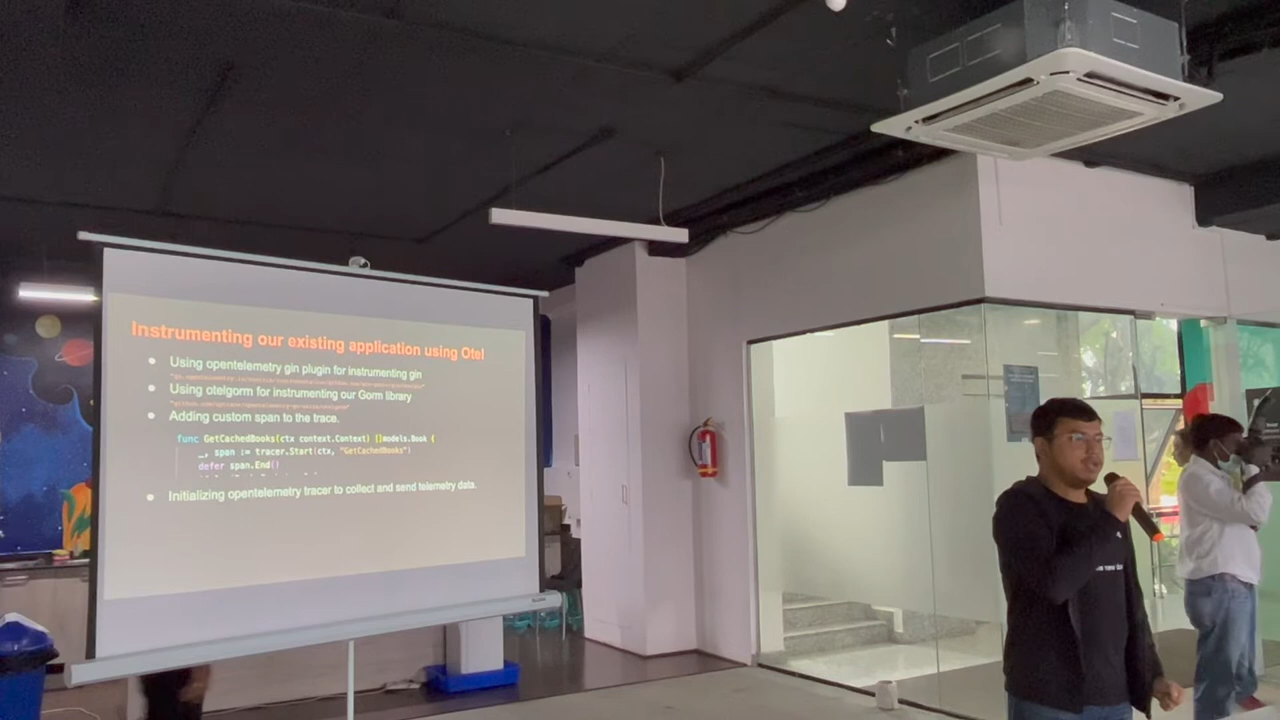 Instrumenting our existing application using Otel
Using opentelemetry gin plugin for instrumenting gin
Using otelgorm for instrumenting our Gorm library
Adding custom span to the trace.
func GetCachedBooks(ctx context.Context) []models.Book {
_, span := tracer.Start(ctx, "GetCachedBooks")
defer span.End()
Initializing opentelemetry tracer to collect and send telemetry data.